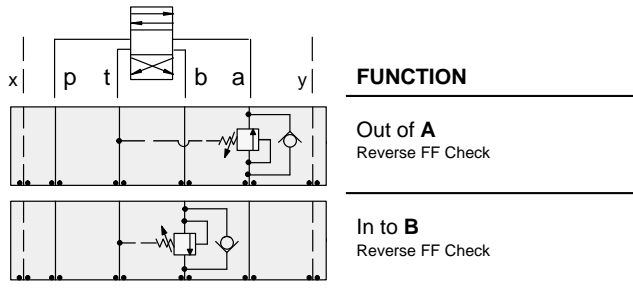 x p t b a y
FUNCTION
Out of A
Reverse FF Check
In to B
Reverse FF Check